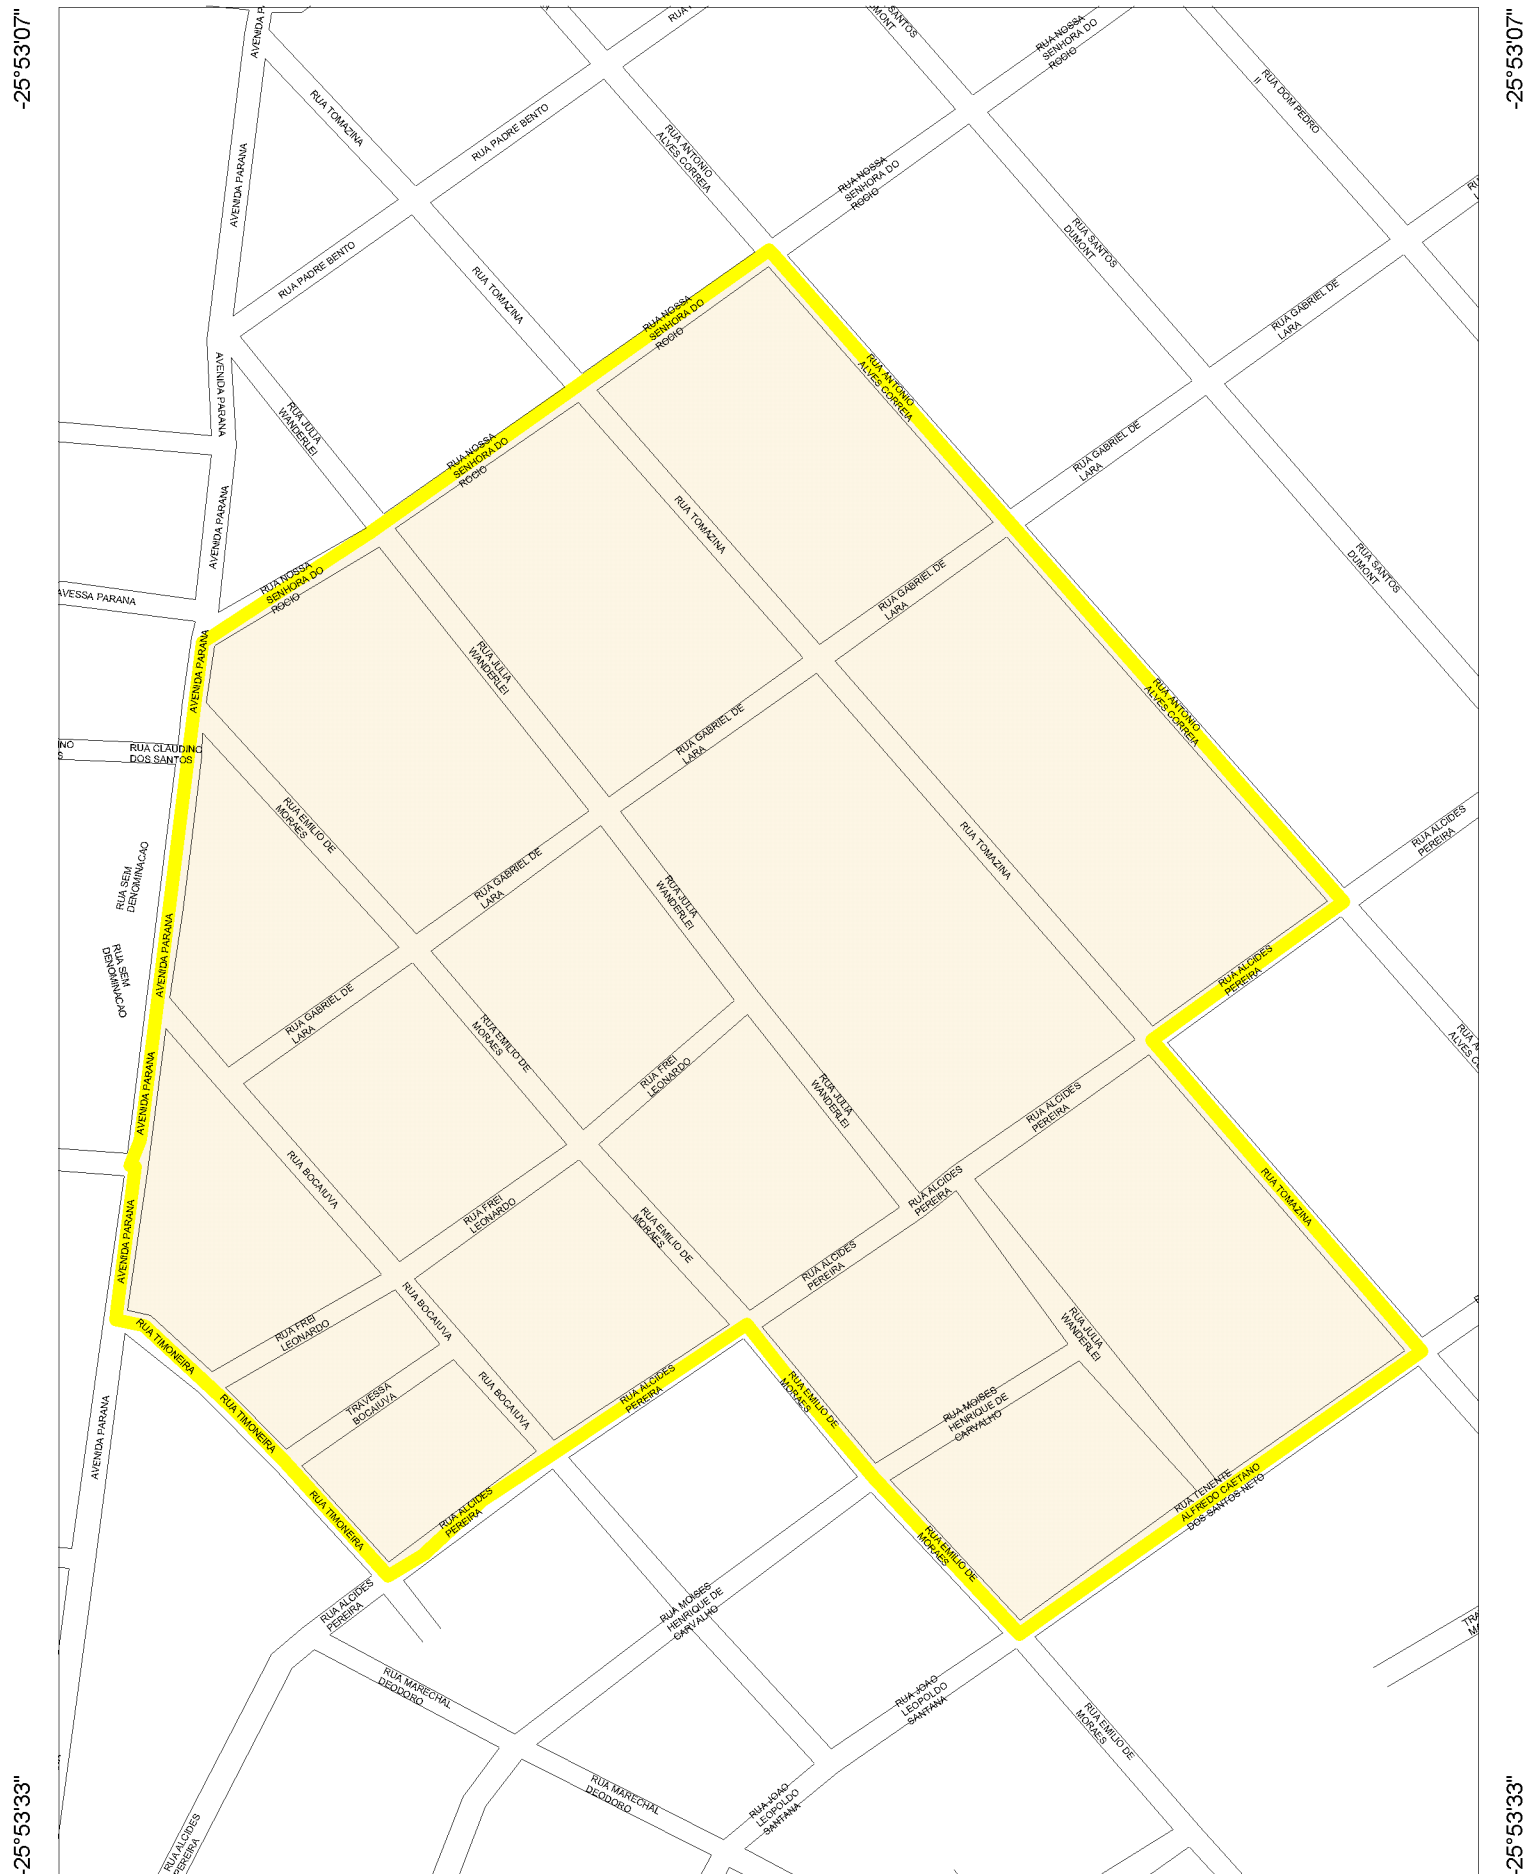 -25°53'07"
-25°53'07"
AVENIDA P.
RUA
SANTOS
DUMONT
RUA NOSSA
SENHORA DO
ROCIO
RUA DOM PEDRO
II
RUA TOMAZINA
RUA PADRE BENTO
RUA ANTONIO
ALVES CORREIA
AVENIDA PARANA
RUA NOSSA
SENHORA DO
ROCIO
RUA SANTOS
DUMONT
RUA PADRE BENTO
RUA TOMAZINA
RUA NOSSA
SENHORA DO
ROCIO
RUA GABRIEL DE
LARA
AVENIDA PARANA
RUA JULIA
WANDERLEI
RUA ANTONIO
ALVES CORREIA
RUA NOSSA
SENHORA DO
ROCIO
RUA GABRIEL DE
LARA
AVENIDA PARANA
RUA TOMAZINA
RUA SANTOS
DUMONT
AVESSA PARANA
RUA NOSSA
SENHORA DO
ROCIO
RUA GABRIEL DE
LARA
AVENIDA PARANA
RUA JULIA
WANDERLEI
RUA ANTONIO
ALVES CORREIA
INO
S
RUA CLAUDINO
DOS SANTOS
RUA GABRIEL DE
LARA
RUA EMILIO DE
MORAES
RUA TOMAZINA
RUA ALCIDES
PEREIRA
RUA SEM
DENOMINACAO
RUA GABRIEL DE
LARA
RUA JULIA
WANDERLEI
AVENIDA PARANA
RUA SEM
DENOMINACAO
RUA ALCIDES
PEREIRA
RUA GABRIEL DE
LARA
RUA EMILIO DE
MORAES
RUA A
ALVES C
RUA FREI
LEONARDO
RUA JULIA
WANDERLEI
RUA ALCIDES
PEREIRA
AVENIDA PARANA
RUA BOCAIUVA
RUA FREI
LEONARDO
RUA EMILIO DE
MORAES
RUA ALCIDES
PEREIRA
RUA TOMAZINA
AVENIDA PARANA
RUA ALCIDES
PEREIRA
RUA TIMONEIRA
RUA FREI
LEONARDO
RUA BOCAIUVA
RUA JULIA
WANDERLEI
RUA TIMONEIRA
TRAVESSA
BOCAIUVA
RUA BOCAIUVA
RUA ALCIDES
PEREIRA
RUA EMILIO DE
MORAES
RUA MOISES
HENRIQUE DE
CARVALHO
AVENIDA PARANA
RUA TIMONEIRA
RUA ALCIDES
PEREIRA
RUA TENENTE
ALFREDO CAETANO
DOS SANTOS NETO
RUA EMILIO DE
MORAES
RUA ALCIDES
PEREIRA
RUA MOISES
HENRIQUE DE
CARVALHO
TRA
MA
RUA MARECHAL
DEODORO
RUA JOAO
LEOPOLDO
SANTANA
RUA EMILIO DE
MORAES
RUA MARECHAL
DEODORO
RUA JOAO
LEOPOLDO
SANTANA
RUA ALCIDES
PEREIRA
-25°53'33"
-25°53'33"